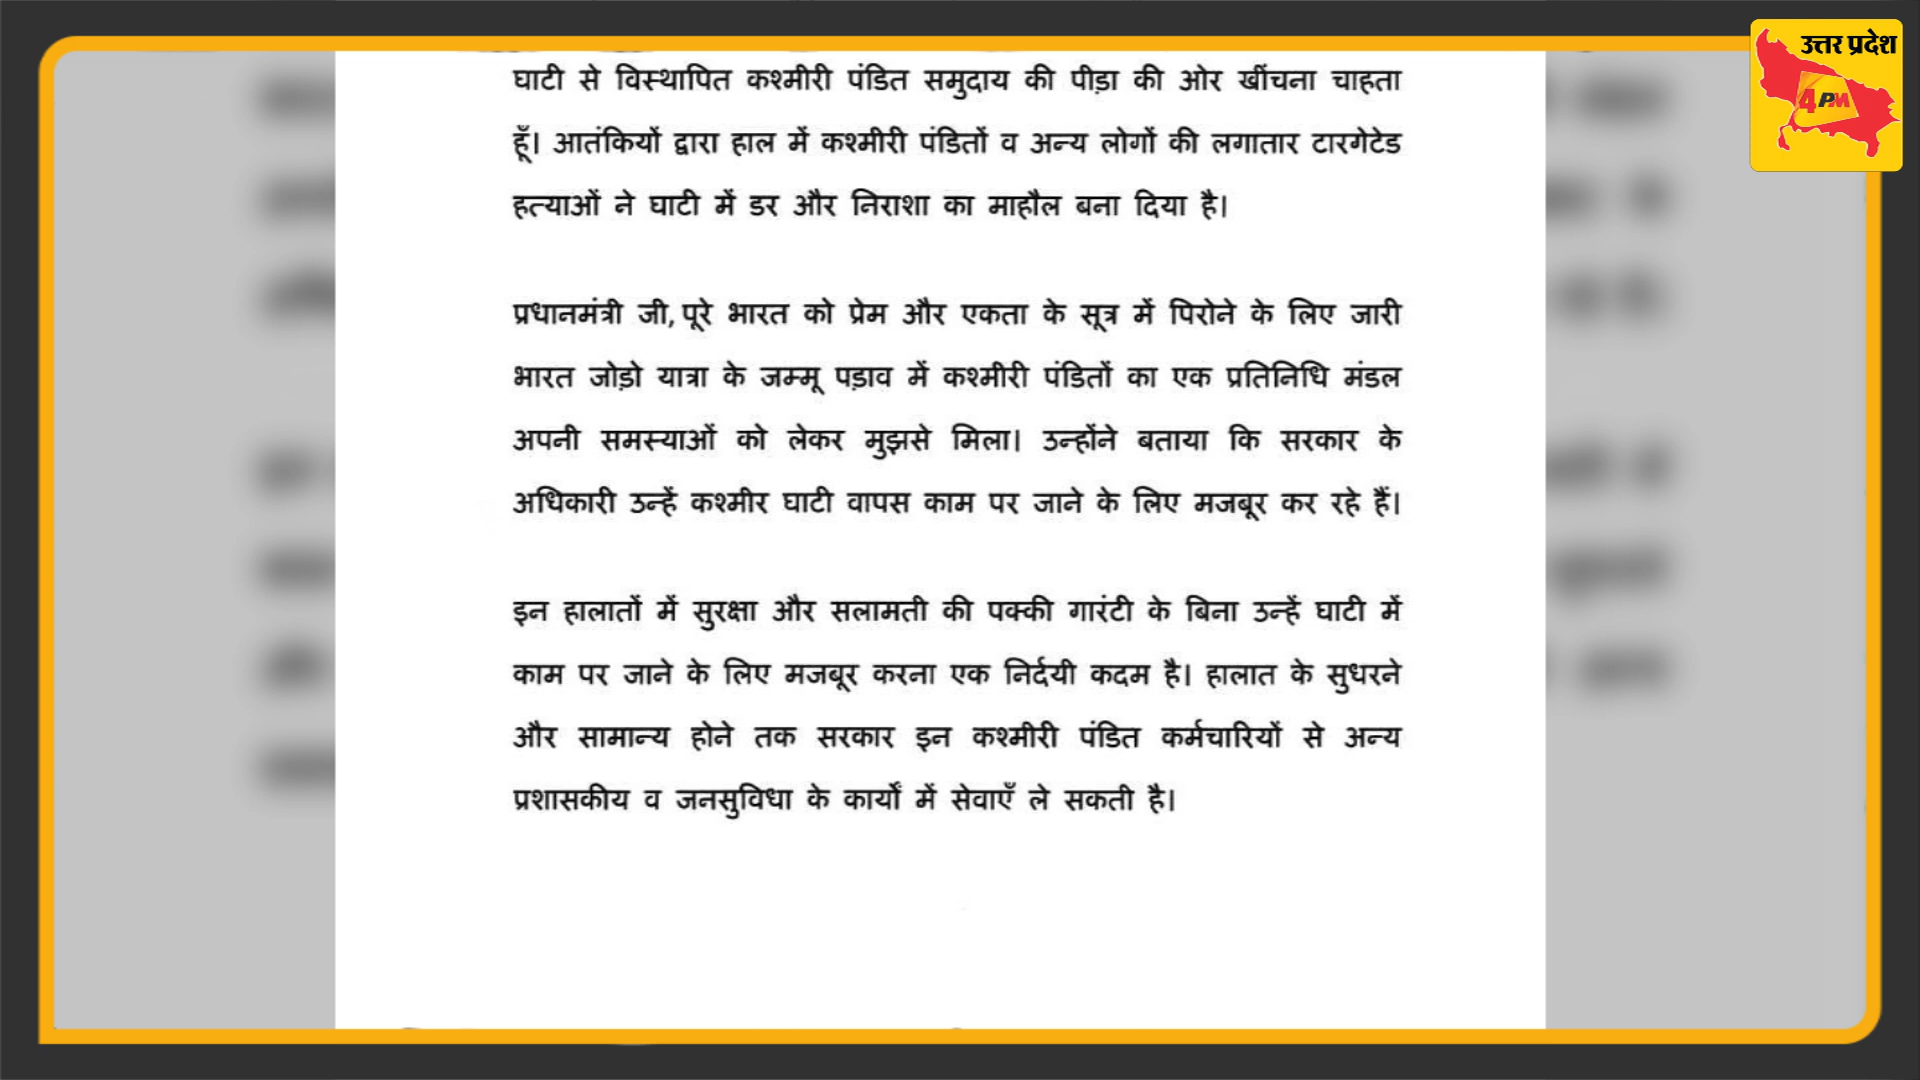 उत्तर प्रदेश
4PM
घाटी से विस्थापित कश्मीरी पंडित समुदाय की पीड़ा की ओर खींचना चाहता
हूँ। आतंकियों द्वारा हाल में कश्मीरी पंडितों व अन्य लोगों की लगातार टारगेटेड
हत्याओं ने घाटी में डर और निराशा का माहौल बना दिया है।
प्रधानमंत्री जी, पूरे भारत को प्रेम और एकता के सूत्र में पिरोने के लिए जारी
भारत जोड़ो यात्रा के जम्मू पड़ाव में कश्मीरी पंडितों का एक प्रतिनिधि मंडल
अपनी समस्याओं को लेकर मुझसे मिला। उन्होंने बताया कि सरकार के
अधिकारी उन्हें कश्मीर घाटी वापस काम पर जाने के लिए मजबूर कर रहे हैं।
इन हालातों में सुरक्षा और सलामती की पक्की गारंटी के बिना उन्हें घाटी में
काम पर जाने के लिए मजबूर करना एक निर्दयी कदम है। हालात के सुधरने
और सामान्य होने तक सरकार इन कश्मीरी पंडित कर्मचारियों से अन्य
प्रशासकीय व जनसुविधा के कार्यों में सेवाएँ ले सकती है।